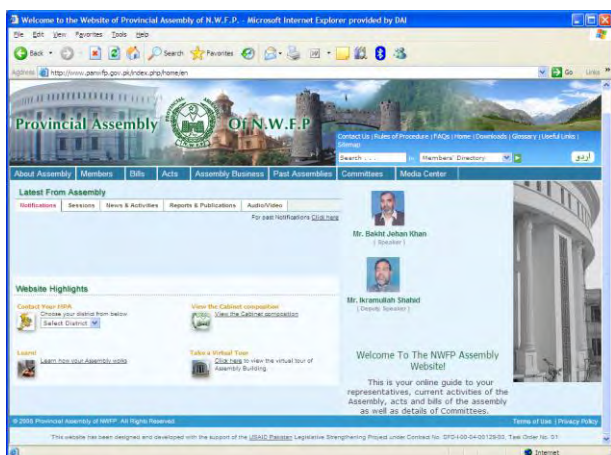 Welcome to the Website of Provincial Assembly of N.W.F.P. - Microsoft Internet Explorer provided by DAI
File Edit View Favorites Tools Help
Back Search Favorites
Address http://www.panwfp.gov.pk/index.php/home/en Go Links
Provincial Assembly Of N.W.F.P
Contact Us | Rules of Procedure | FAQs | Home | Downloads | Glossary | Useful Links |
Sitemap
Search . . . in Members' Directory اردو
About Assembly Members Bills Acts Assembly Business Past Assemblies Committees Media Center
Latest From Assembly
Notifications Sessions News & Activities Reports & Publications Audio/Video
For past Notifications Click here
Mr. Bakht Jehan Khan
( Speaker )
Mr. Ikramullah Shahid
( Deputy Speaker )
Website Highlights
Contact Your MPA
Choose your district from below
Select District
View the Cabinet composition
View the Cabinet composition
Learn!
Learn how your Assembly works
Take a Virtual Tour
Click here to view the virtual tour of
Assembly Building.
Welcome To The NWFP Assembly
Website!
This is your online guide to your
representatives, current activities of the
Assembly, acts and bills of the assembly
as well as details of Committees.
© 2005 Provincial Assembly of NWFP. All Rights Reserved. Terms of Use | Privacy Policy
This website has been designed and developed with the support of the USAID Pakistan Legislative Strengthening Project under Contract No. Task Order No. 01
Internet